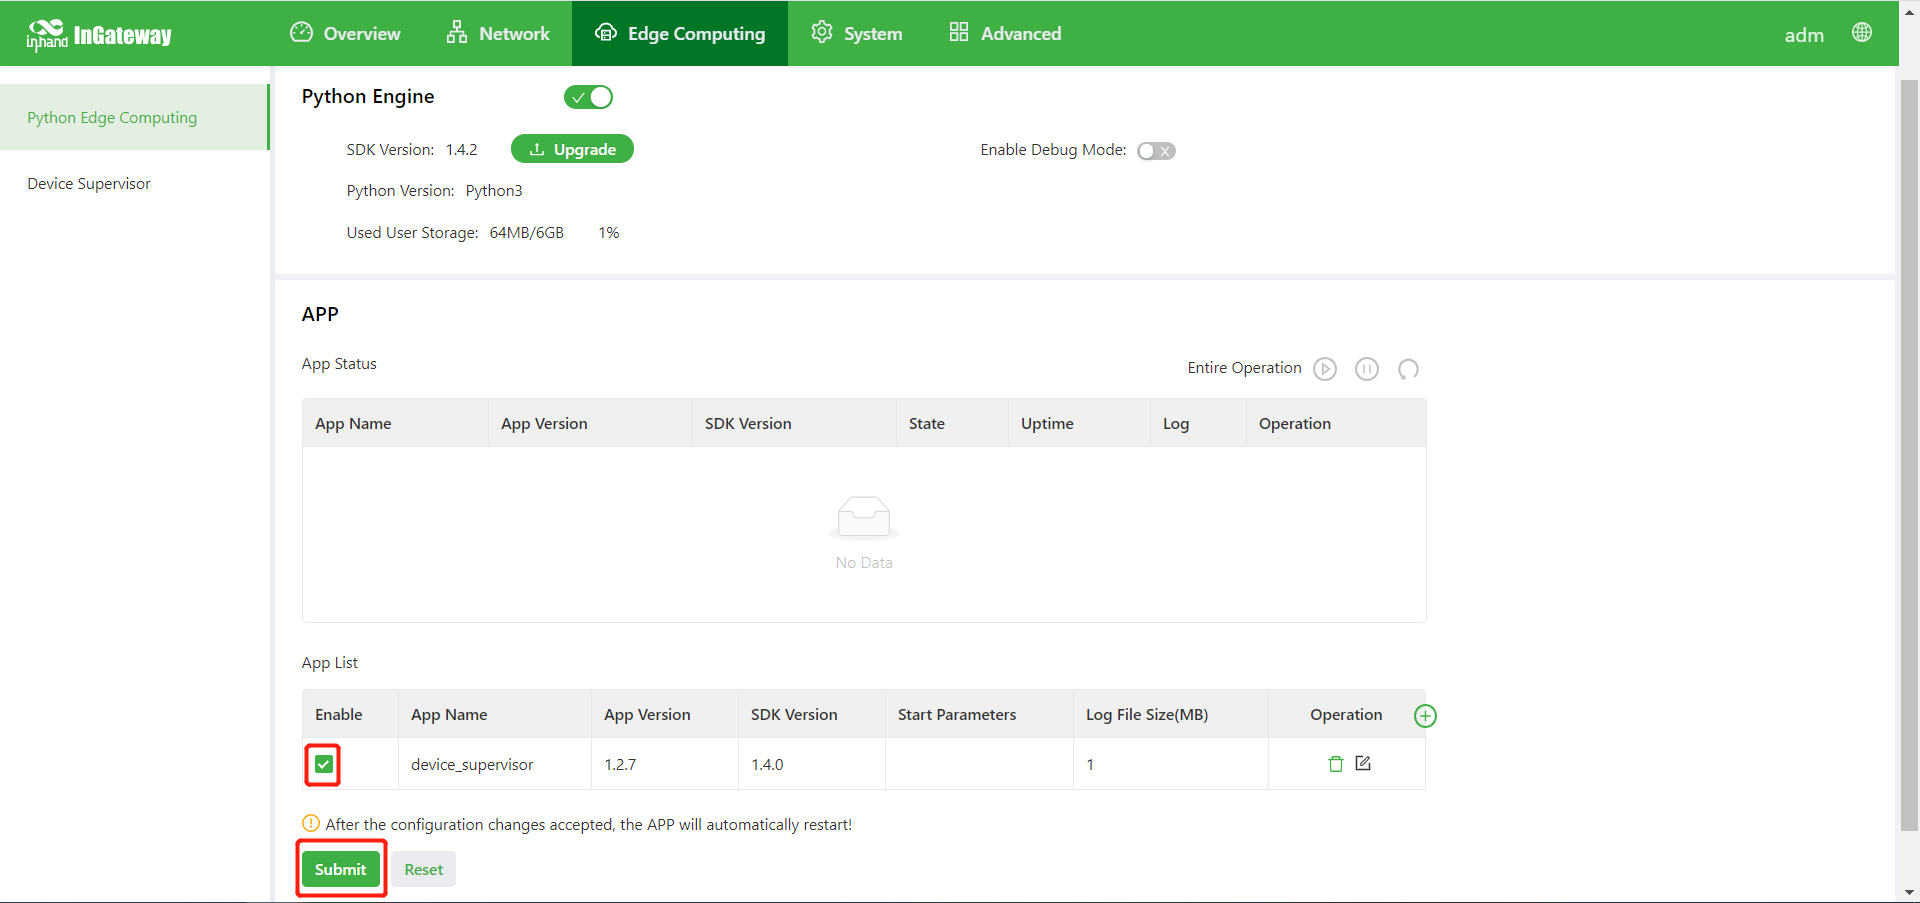 inhand InGateway Overview Network Edge Computing System Advanced adm
Python Edge Computing
Device Supervisor
Python Engine
SDK Version: 1.4.2 Upgrade Enable Debug Mode:
Python Version: Python3
Used User Storage: 64MB/6GB 1%
APP
App Status Entire Operation
App Name App Version SDK Version State Uptime Log Operation
No Data
App List
Enable App Name App Version SDK Version Start Parameters Log File Size(MB) Operation
device_supervisor 1.2.7 1.4.0 1
After the configuration changes accepted, the APP will automatically restart!
Submit Reset